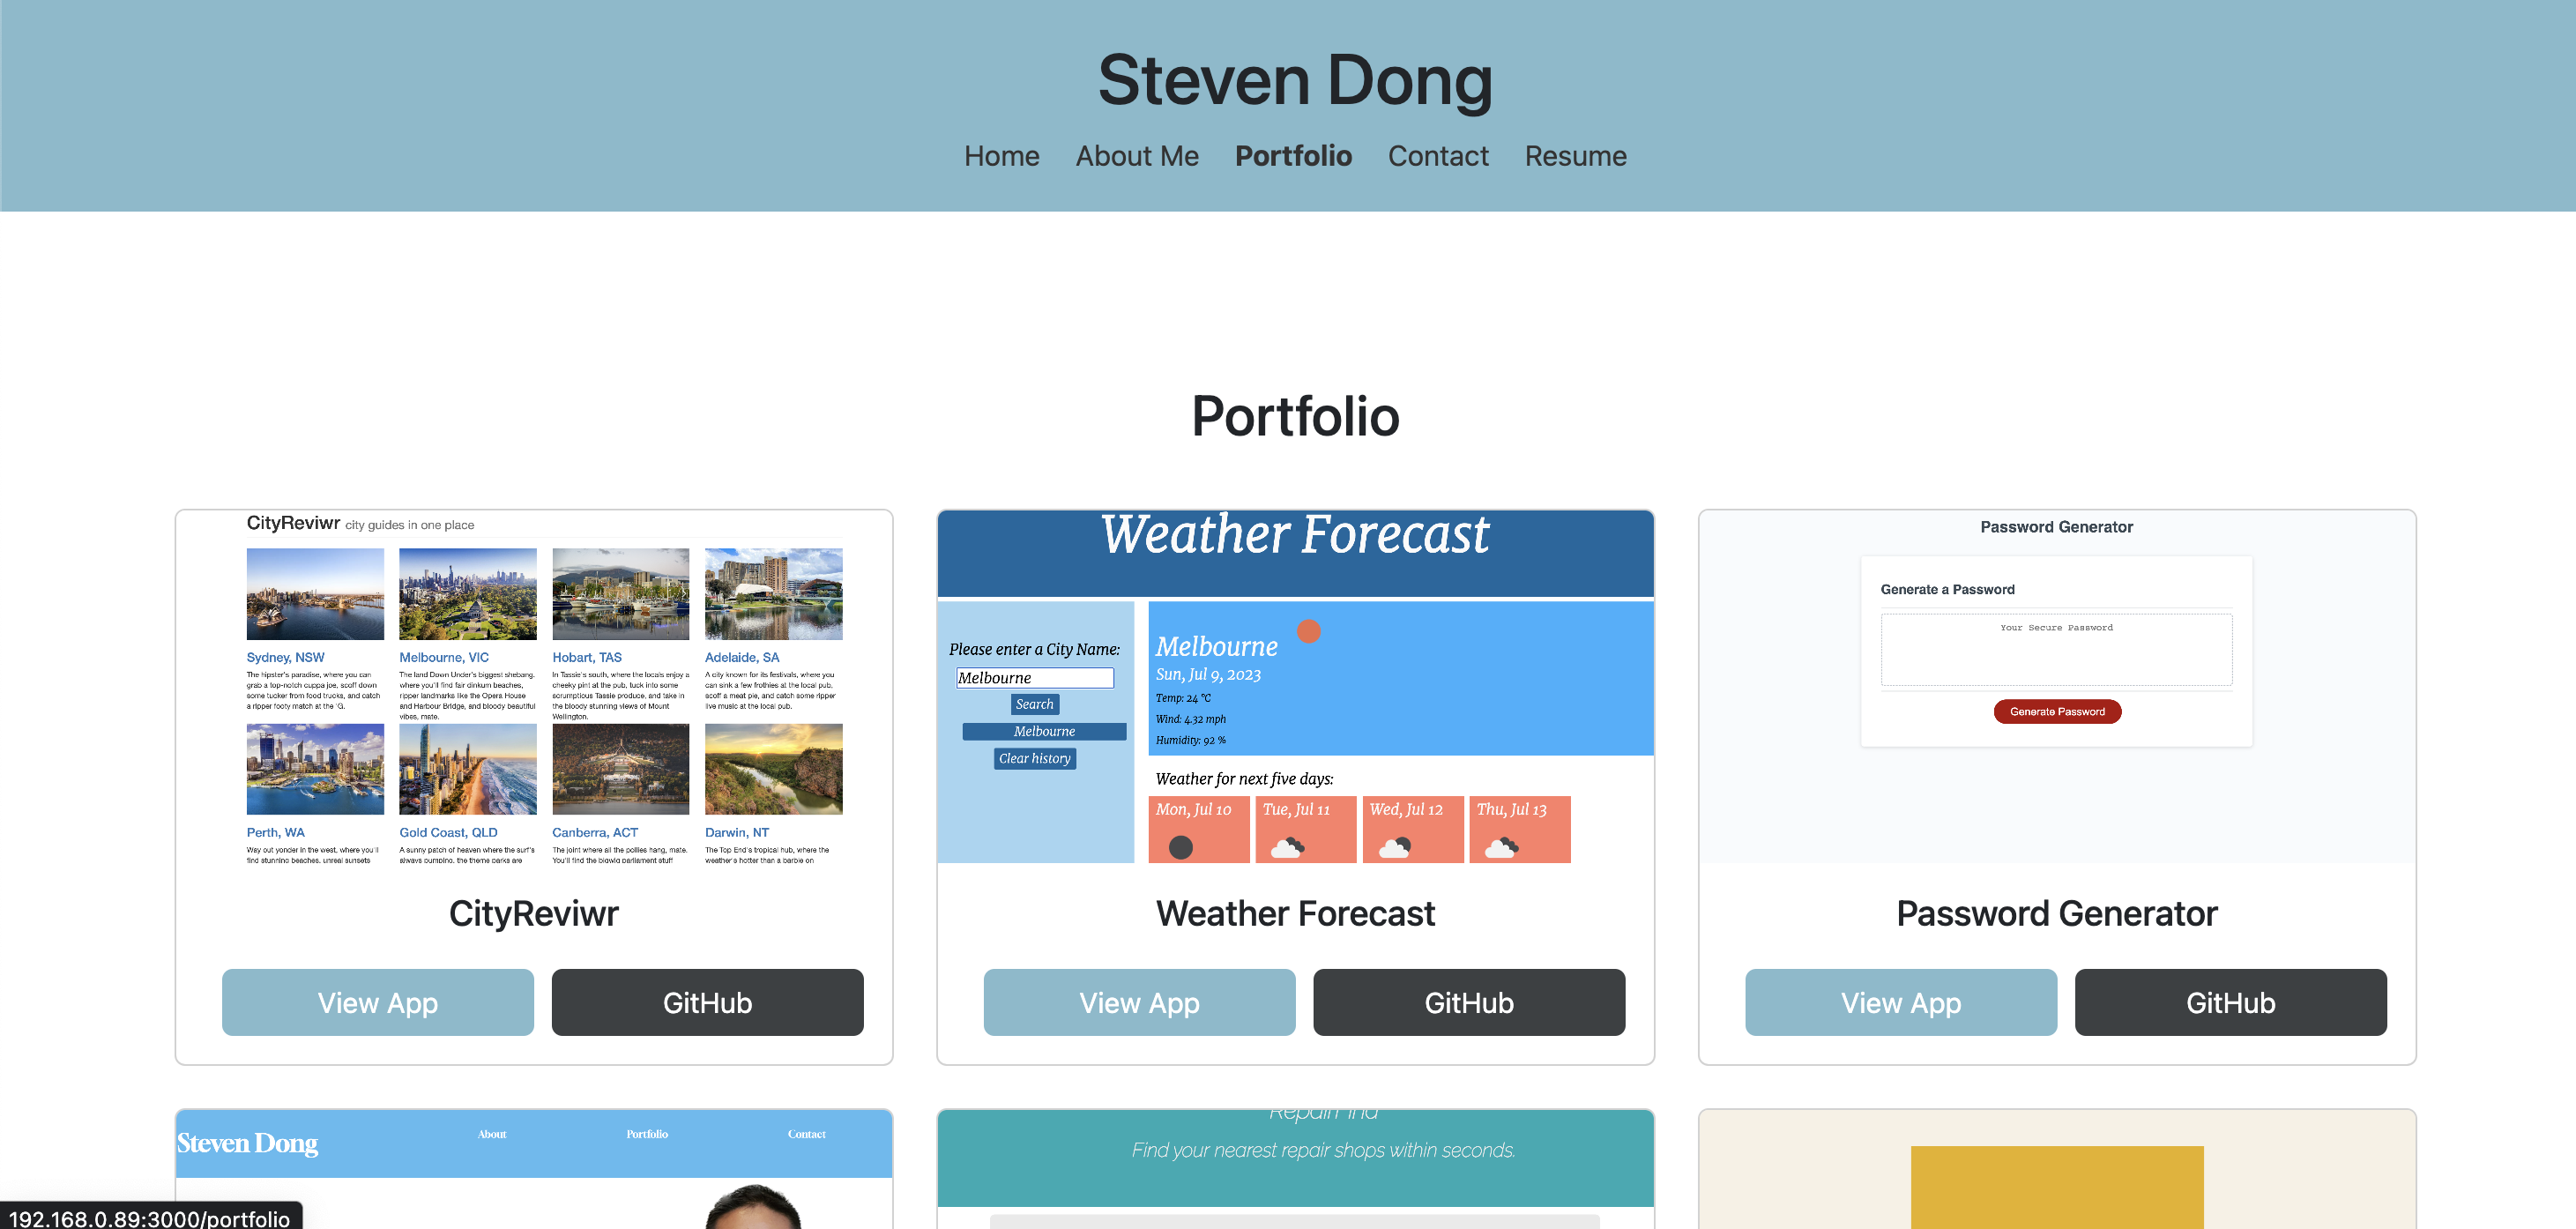 Steven Dong
Home About Me Portfolio Contact Resume
Portfolio
CityReviwr city guides in one place
Sydney, NSW
The hipster's paradise, where you can
grab a top-notch cuppa joe, scoff down
some tucker from food trucks, and catch
a ripper footy match at the 'G.
Melbourne, VIC
The land Down Under's biggest shebang,
where you'll find fair dinkum beaches,
ripper landmarks like the Opera House
and Harbour Bridge, and bloody beautiful
vibes, mate.
Hobart, TAS
In Tassie's south, where the locals enjoy a
cheeky pint at the pub, tuck into some
scrumptious Tassie produce, and take in
the bloody stunning views of Mount
Wellington.
Adelaide, SA
A city known for its festivals, where you
can sink a few frothies at the local pub,
scoff a meat pie, and catch some ripper
live music at the local pub.
Perth, WA
Way out yonder in the west, where you'll
find stunning beaches, unreal sunsets
Gold Coast, QLD
A sunny patch of heaven where the surf's
always pumping, the theme parks are
Canberra, ACT
The joint where all the pollies hang, mate.
You'll find the bigwig parliament stuff
Darwin, NT
The Top End's tropical hub, where the
weather's hotter than a barbie on
CityReviwr
View App GitHub
Weather Forecast
Please enter a City Name:
Melbourne
Search
Melbourne
Clear history
Melbourne
Sun, Jul 9, 2023
Temp: 24 °C
Wind: 4.32 mph
Humidity: 92 %
Weather for next five days:
Mon, Jul 10 Tue, Jul 11 Wed, Jul 12 Thu, Jul 13
Weather Forecast
View App GitHub
Password Generator
Generate a Password
Your Secure Password
Generate Password
Password Generator
View App GitHub
Steven Dong About Portfolio Contact
Repair Find
Find your nearest repair shops within seconds.
192.168.0.89:3000/portfolio